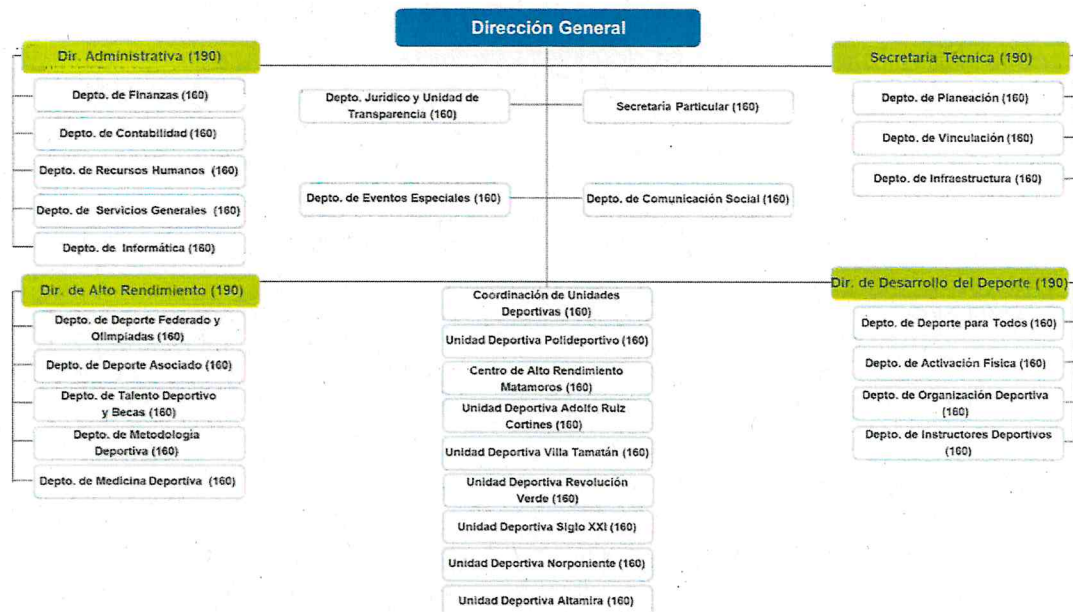 Dirección General
Dir. Administrativa (190)
Depto. de Finanzas (160)
Depto. de Contabilidad (160)
Depto. de Recursos Humanos (160)
Depto. de Servicios Generales (160)
Depto. de Informática (160)
Depto. Jurídico y Unidad de
Transparencia (160)
Secretaria Particular (160)
Depto. de Eventos Especiales (160)
Depto. de Comunicación Social (160)
Secretaria Técnica (190)
Depto. de Planeación (160)
Depto. de Vinculación (160)
Depto. de Infraestructura (160)
Dir. de Alto Rendimiento (190)
Depto. de Deporte Federado y
Olimpiadas (160)
Depto. de Deporte Asociado (160)
Depto. de Talento Deportivo
y Becas (160)
Depto. de Metodología
Deportiva (160)
Depto. de Medicina Deportiva (160)
Coordinación de Unidades
Deportivas (160)
Unidad Deportiva Polideportivo (160)
Centro de Alto Rendimiento
Matamoros (160)
Unidad Deportiva Adolfo Ruiz
Cortines (160)
Unidad Deportiva Villa Tamatán (160)
Unidad Deportiva Revolución
Verde (160)
Unidad Deportiva Siglo XXI (160)
Unidad Deportiva Norponiente (160)
Unidad Deportiva Altamira (160)
Dir. de Desarrollo del Deporte (190)
Depto. de Deporte para Todos (160)
Depto. de Activación Física (160)
Depto. de Organización Deportiva
(160)
Depto. de Instructores Deportivos
(160)